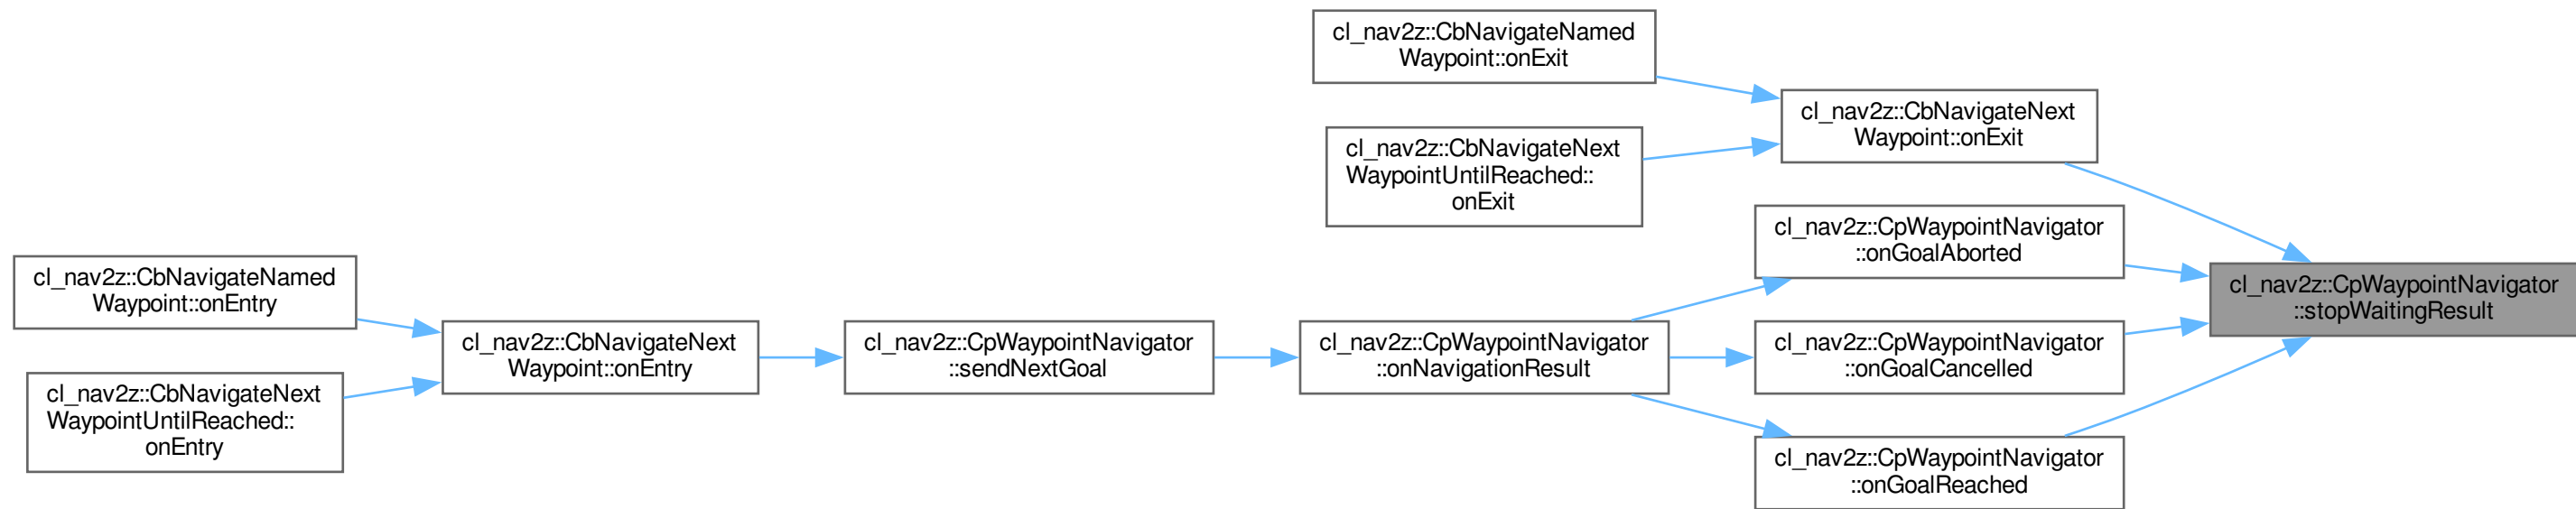 cl_nav2z::CbNavigateNamed
Waypoint::onExit
cl_nav2z::CbNavigateNext
Waypoint::onExit
cl_nav2z::CbNavigateNext
WaypointUntilReached::
onExit
cl_nav2z::CpWaypointNavigator
::onGoalAborted
cl_nav2z::CbNavigateNamed
Waypoint::onEntry
cl_nav2z::CpWaypointNavigator
::stopWaitingResult
cl_nav2z::CbNavigateNext
Waypoint::onEntry
cl_nav2z::CpWaypointNavigator
::sendNextGoal
cl_nav2z::CpWaypointNavigator
::onNavigationResult
cl_nav2z::CpWaypointNavigator
::onGoalCancelled
cl_nav2z::CbNavigateNext
WaypointUntilReached::
onEntry
cl_nav2z::CpWaypointNavigator
::onGoalReached